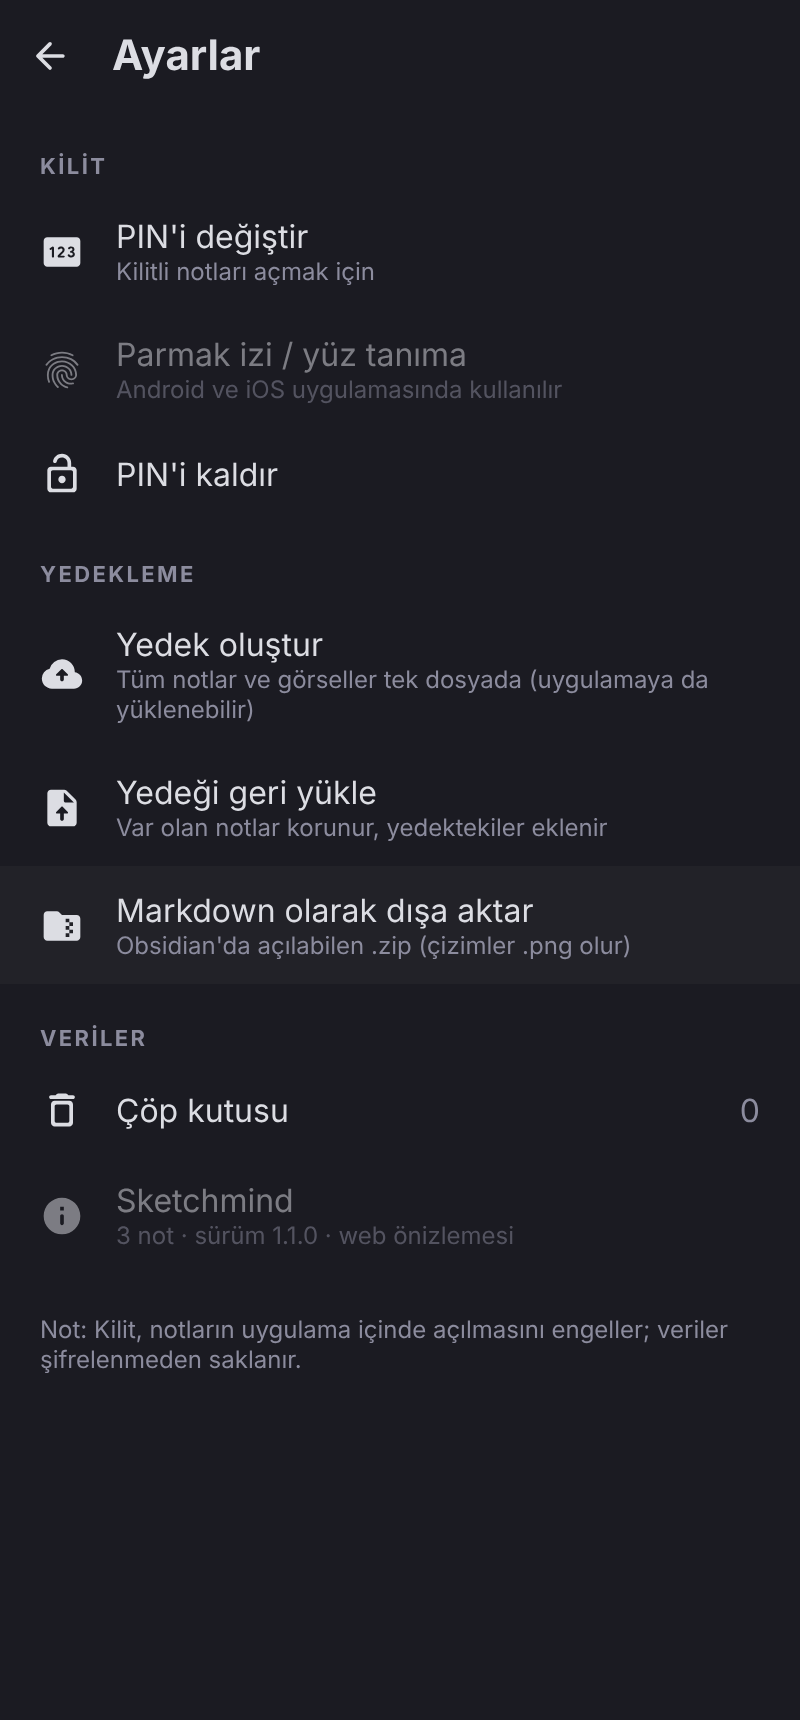 Ayarlar
KİLİT
123
PIN'i değiştir
Kilitli notları açmak için
Parmak izi / yüz tanıma
Android ve iOS uygulamasında kullanılır
PIN'i kaldır
YEDEKLEME
Yedek oluştur
Tüm notlar ve görseller tek dosyada (uygulamaya da
yüklenebilir)
Yedeği geri yükle
Var olan notlar korunur, yedektekiler eklenir
Markdown olarak dışa aktar
Obsidian'da açılabilen .zip (çizimler .png olur)
VERİLER
Çöp kutusu 0
Sketchmind
3 not · sürüm 1.1.0 · web önizlemesi
Not: Kilit, notların uygulama içinde açılmasını engeller; veriler
şifrelenmeden saklanır.